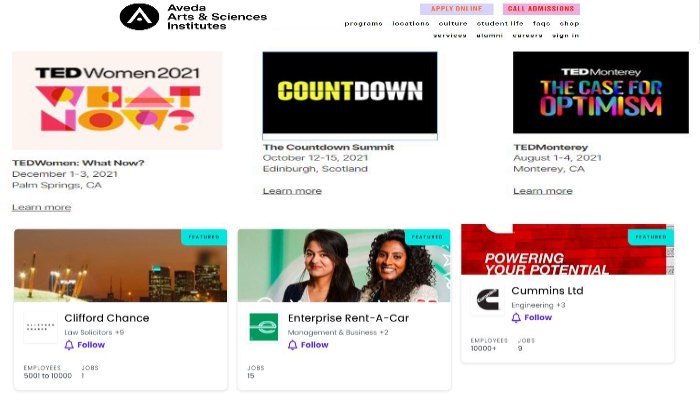 Aveda
Arts & Sciences
Institutes
APPLY ONLINE
CALL ADMISSIONS
programs locations culture student life faqs shop
services alumni careers sign in
TEDWomen 2021
WHAT
NOW?
TEDWomen: What Now?
December 1-3, 2021
Palm Springs, CA
Learn more
COUNTDOWN
The Countdown Summit
October 12-15, 2021
Edinburgh, Scotland
Learn more
TEDMonterey
THE CASE FOR
OPTIMISM
TEDMonterey
August 1-4, 2021
Monterey, CA
Learn more
FEATURED
CLIFFORD
CHANCE
Clifford Chance
Law Solicitors +9
Follow
EMPLOYEES
5001 to 10000
JOBS
1
FEATURED
Enterprise Rent-A-Car
Management & Business +2
Follow
JOBS
15
FEATURED
POWERING
YOUR POTENTIAL
Cummins Ltd
Engineering +3
Follow
EMPLOYEES
10000+
JOBS
9